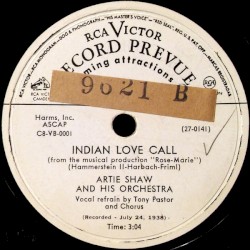 RCA VICTOR
RECORD PREVUE
coming attractions
9621 B
Harms, Inc.
ASCAP
C8-VB-0001
(27-0141)
INDIAN LOVE CALL
(from the musical production "Rose-Marie")
(Hammerstein II-Harbach-Friml)
ARTIE SHAW
AND HIS ORCHESTRA
Vocal refrain by Tony Pastor
and Chorus
(Recorded - July 24, 1938)
Time: 3:04